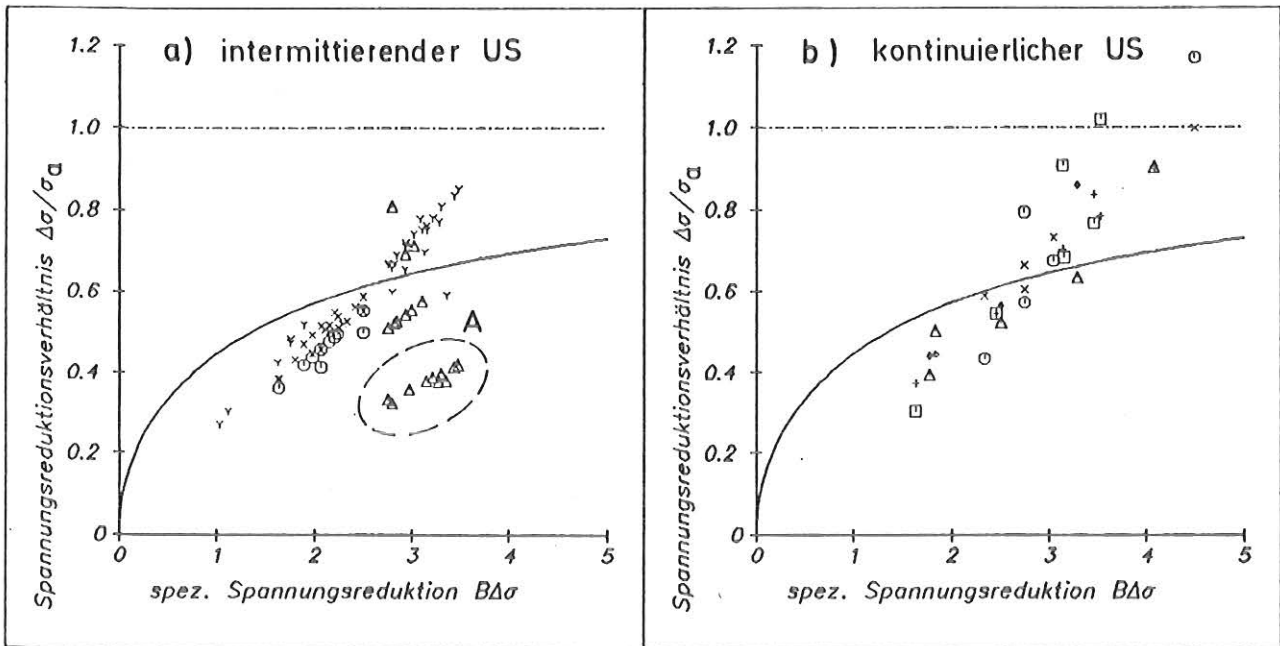 a) intermittierender US
1.2
1.0
0.8
0.6
0.4
0.2
0
Spannungsreduktionsverhältnis Δσ/σa
A
0 1 2 3 4 5
spez. Spannungsreduktion BΔσ
b) kontinuierlicher US
1.2
1.0
0.8
0.6
0.4
0.2
0
Spannungsreduktionsverhältnis Δσ/σa
0 1 2 3 4 5
spez. Spannungsreduktion BΔσ